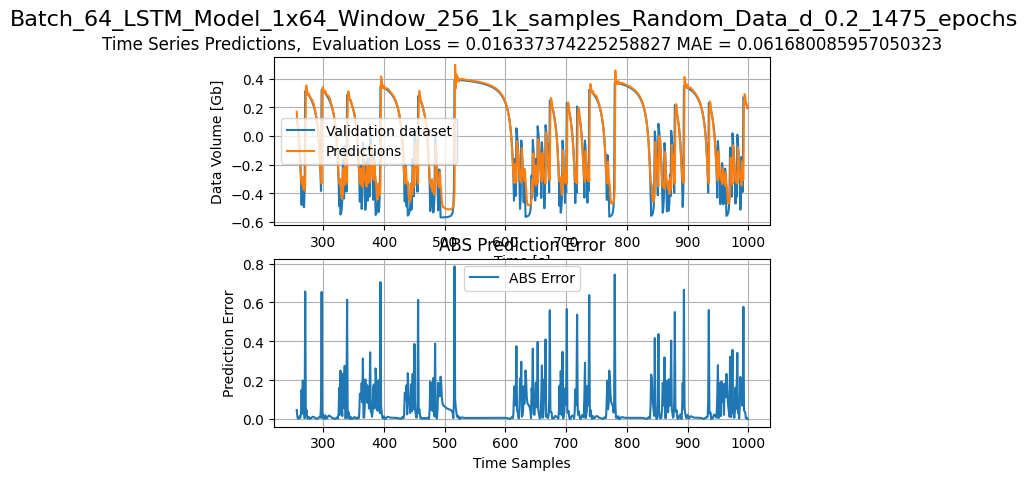 Batch_64_LSTM_Model_1x64_Window_256_1k_samples_Random_Data_d_0.2_1475_epochs
Time Series Predictions,  Evaluation Loss = 0.016337374225258827 MAE = 0.061680085957050323
Data Volume [Gb]
0.4
0.2
0.0
−0.2
−0.4
−0.6
Validation dataset
Predictions
300 400 500 600 700 800 900 1000
Time [s]
ABS Prediction Error
Prediction Error
0.8
0.6
0.4
0.2
0.0
ABS Error
300 400 500 600 700 800 900 1000
Time Samples